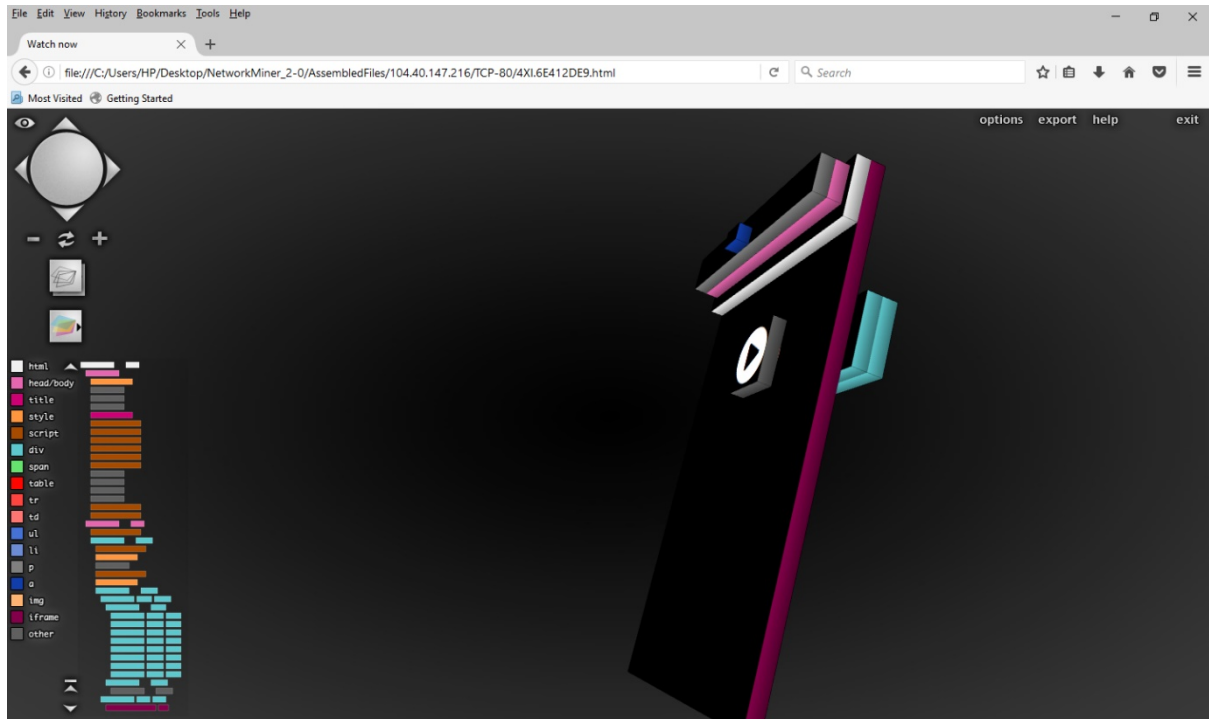 File Edit View History Bookmarks Tools Help
Watch now
file:///C:/Users/HP/Desktop/NetworkMiner_2-0/AssembledFiles/104.40.147.216/TCP-80/4XI.6E412DE9.html
Search
Most Visited Getting Started
options export help exit
html
head/body
title
style
script
div
span
table
tr
td
ul
li
p
a
img
iframe
other